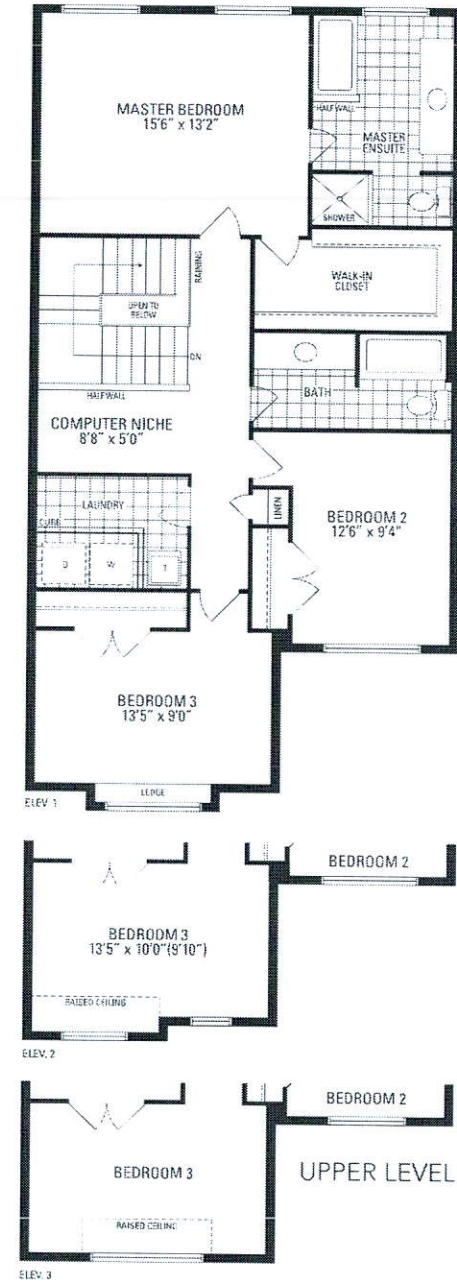 MASTER BEDROOM
15'6" x 13'2"
HALFWALL
MASTER
ENSUITE
SHOWER
RAILING
WALK-IN
CLOSET
OPEN TO
BELOW
DN
HALFWALL
BATH
COMPUTER NICHE
8'8" x 5'0"
LAUNDRY
LINEN
BEDROOM 2
12'6" x 9'4"
CURB
D
W
T
BEDROOM 3
13'5" x 9'0"
LEDGE
ELEV. 1
BEDROOM 2
BEDROOM 3
13'5" x 10'0"(9'10")
RAISED CEILING
ELEV. 2
BEDROOM 2
BEDROOM 3
UPPER LEVEL
RAISED CEILING
ELEV. 3